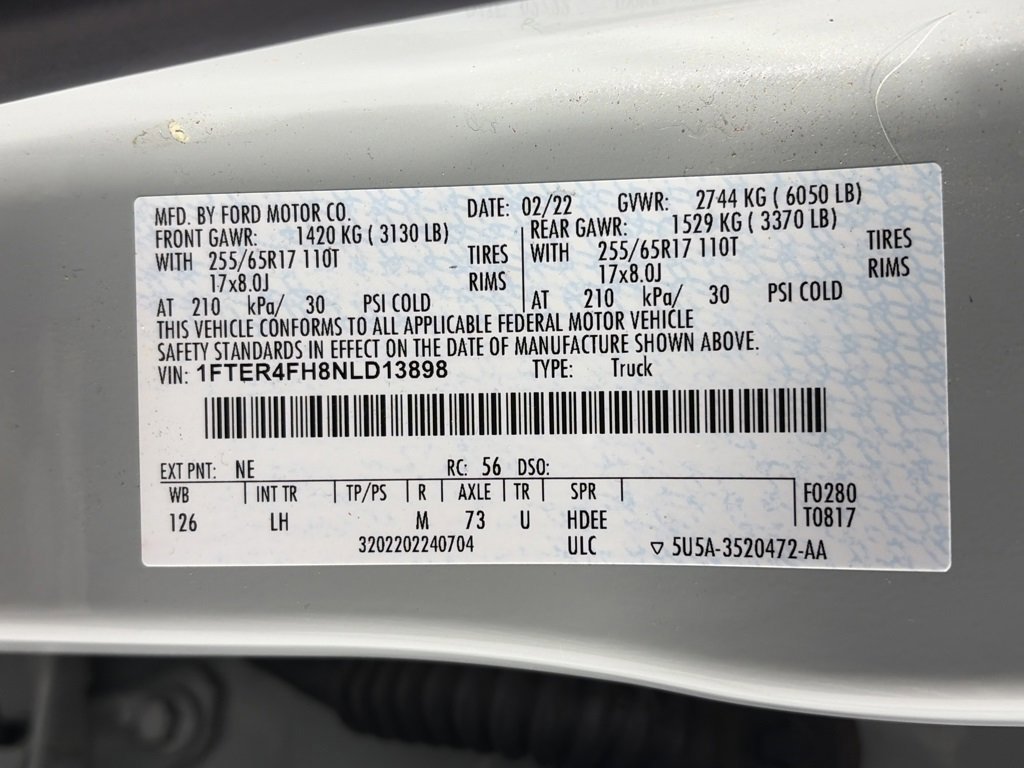 MFD. BY FORD MOTOR CO. DATE: 02/22 GVWR: 2744 KG ( 6050 LB)
FRONT GAWR: 1420 KG ( 3130 LB)
WITH 255/65R17 110T TIRES
17x8.0J RIMS
AT 210 kPa/ 30 PSI COLD
REAR GAWR: 1529 KG ( 3370 LB)
WITH 255/65R17 110T TIRES
17x8.0J RIMS
AT 210 kPa/ 30 PSI COLD
THIS VEHICLE CONFORMS TO ALL APPLICABLE FEDERAL MOTOR VEHICLE
SAFETY STANDARDS IN EFFECT ON THE DATE OF MANUFACTURE SHOWN ABOVE.
VIN: 1FTER4FH8NLD13898 TYPE: Truck
EXT PNT: NE RC: 56 DSO:
WB INT TR TP/PS R AXLE TR SPR F0280
126 LH M 73 U HDEE T0817
3202202240704 ULC ▽ 5U5A-3520472-AA